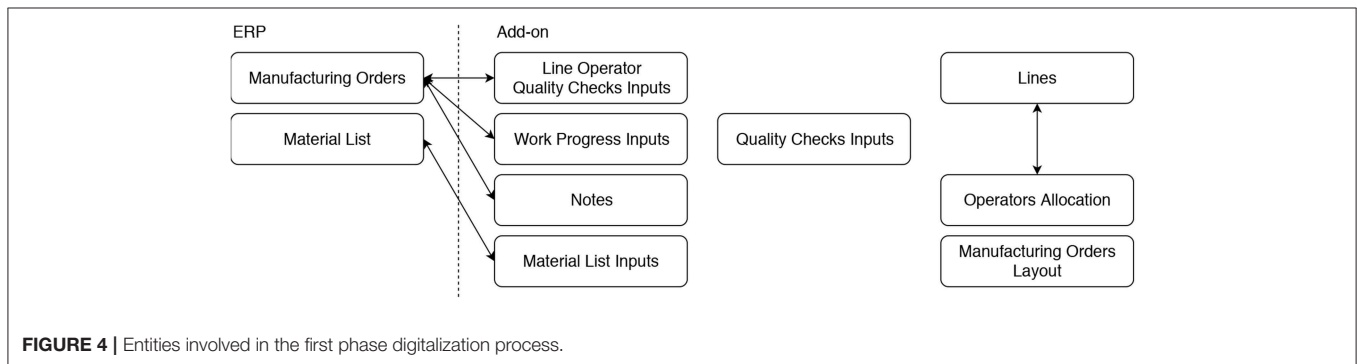 ERP
Add-on
Manufacturing Orders
Line Operator
Quality Checks Inputs
Lines
Material List
Work Progress Inputs
Quality Checks Inputs
Notes
Operators Allocation
Material List Inputs
Manufacturing Orders
Layout
FIGURE 4 | Entities involved in the first phase digitalization process.